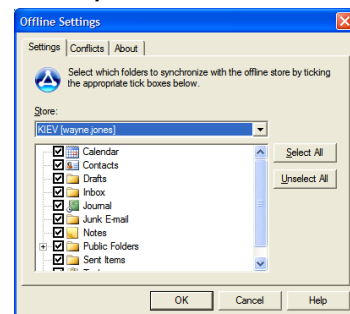 Offline Settings
Settings Conflicts About
Select which folders to synchronize with the offline store by ticking
the appropriate tick boxes below.
Store:
KIEV [wayne.jones]
Calendar
Contacts
Drafts
Inbox
Journal
Junk E-mail
Notes
Public Folders
Sent Items
Select All
Unselect All
OK Cancel Help